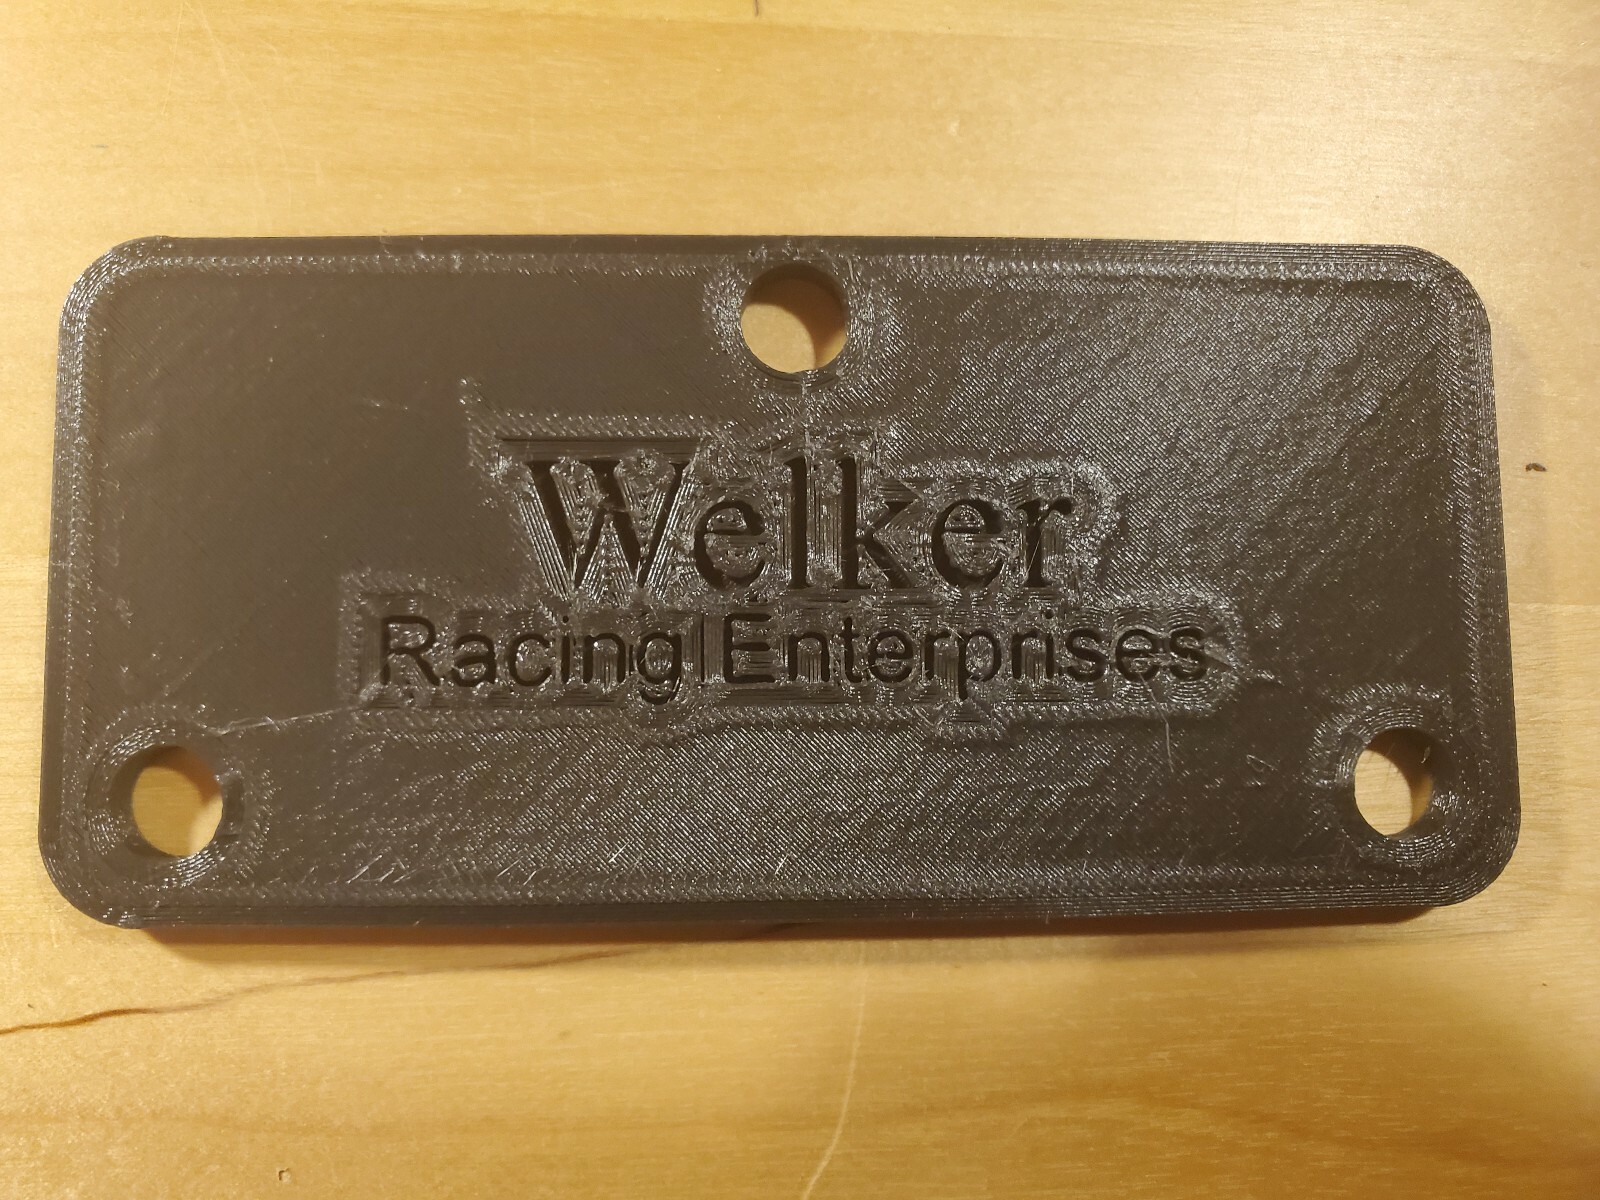 Welker
Racing Enterprises